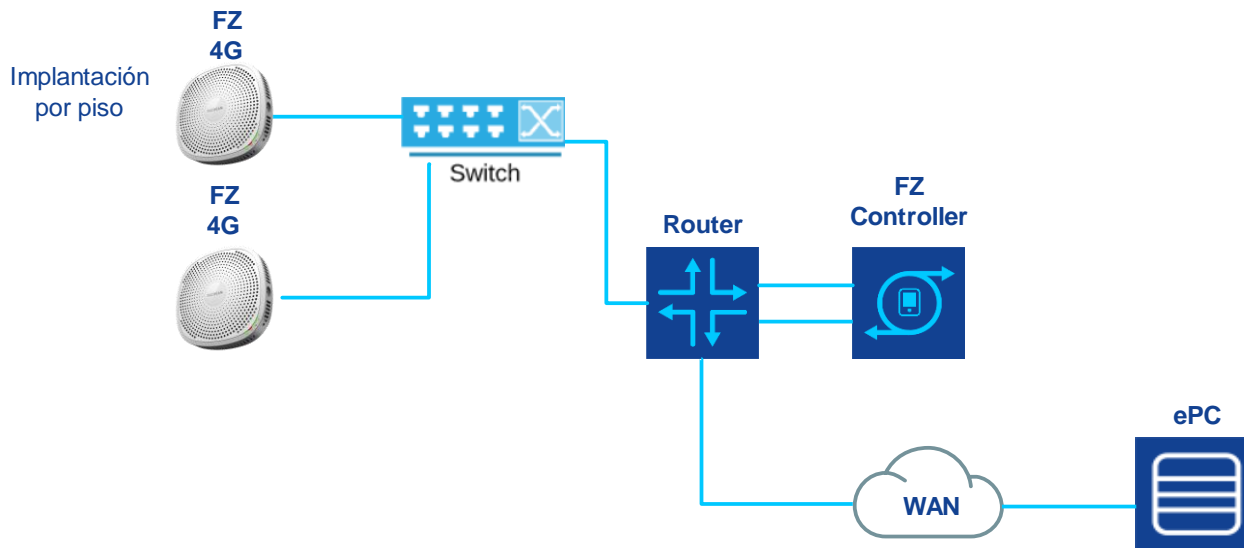 FZ
4G
Implantación
por piso
Switch
FZ
4G
FZ
Controller
Router
ePC
WAN